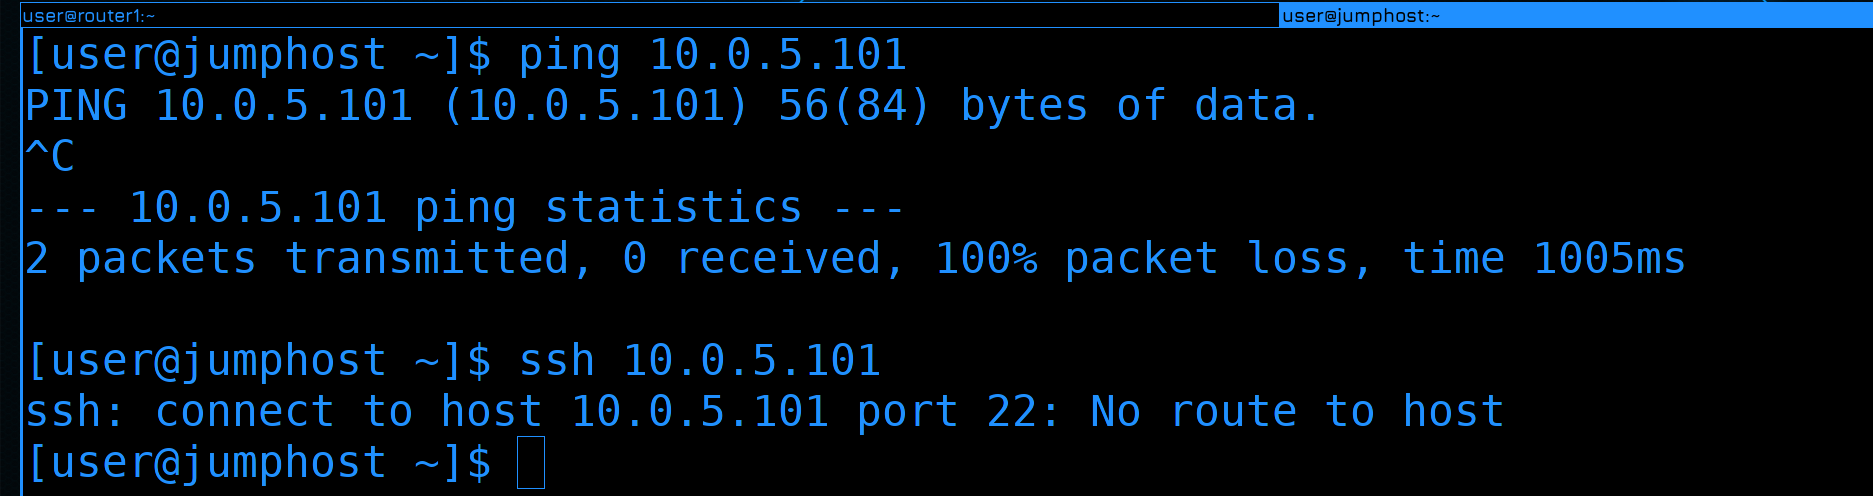 user@router1:~
user@jumphost:~
[user@jumphost ~]$ ping 10.0.5.101
PING 10.0.5.101 (10.0.5.101) 56(84) bytes of data.
^C
--- 10.0.5.101 ping statistics ---
2 packets transmitted, 0 received, 100% packet loss, time 1005ms
[user@jumphost ~]$ ssh 10.0.5.101
ssh: connect to host 10.0.5.101 port 22: No route to host
[user@jumphost ~]$